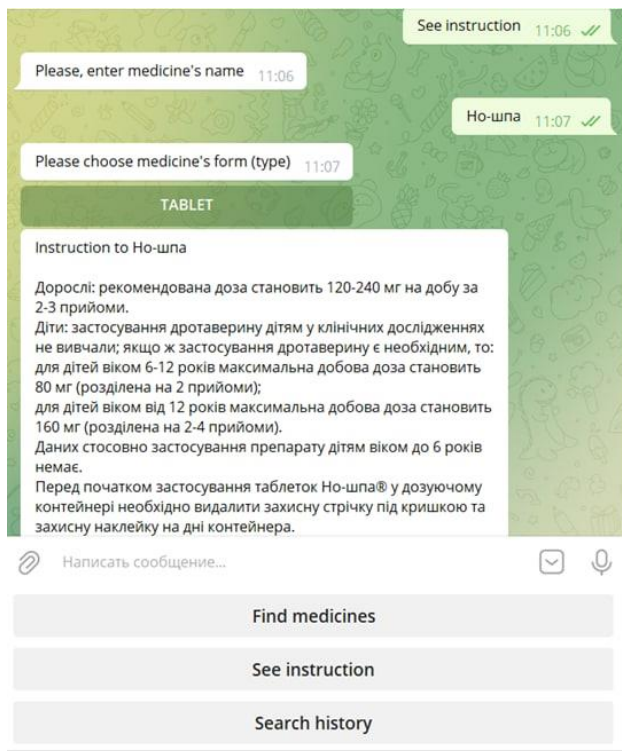 See instruction 11:06
Please, enter medicine's name 11:06
Но-шпа 11:07
Please choose medicine's form (type) 11:07
TABLET
Instruction to Но-шпа
Дорослі: рекомендована доза становить 120-240 мг на добу за
2-3 прийоми.
Діти: застосування дротаверину дітям у клінічних дослідженнях
не вивчали; якщо ж застосування дротаверину є необхідним, то:
для дітей віком 6-12 років максимальна добова доза становить
80 мг (розділена на 2 прийоми);
для дітей віком від 12 років максимальна добова доза становить
160 мг (розділена на 2-4 прийоми).
Даних стосовно застосування препарату дітям віком до 6 років
немає.
Перед початком застосування таблеток Но-шпа® у дозуючому
контейнері необхідно видалити захисну стрічку під кришкою та
захисну наклейку на дні контейнера.
Написать сообщение...
Find medicines
See instruction
Search history